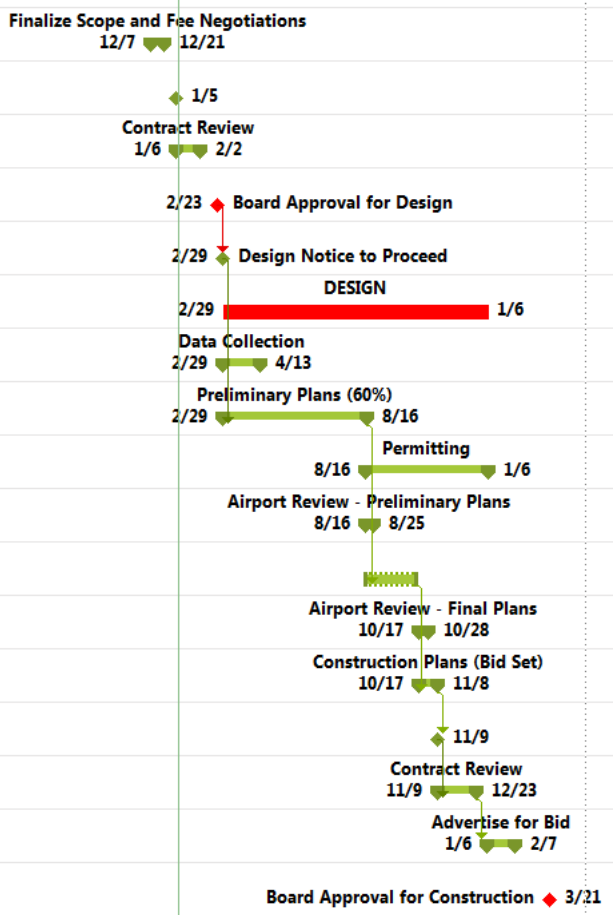 Finalize Scope and Fee Negotiations
12/7 12/21
1/5
Contract Review
1/6 2/2
2/23 Board Approval for Design
2/29 Design Notice to Proceed
DESIGN
2/29 1/6
Data Collection
2/29 4/13
Preliminary Plans (60%)
2/29 8/16
Permitting
8/16 1/6
Airport Review - Preliminary Plans
8/16 8/25
Airport Review - Final Plans
10/17 10/28
Construction Plans (Bid Set)
10/17 11/8
11/9
Contract Review
11/9 12/23
Advertise for Bid
1/6 2/7
Board Approval for Construction 3/21